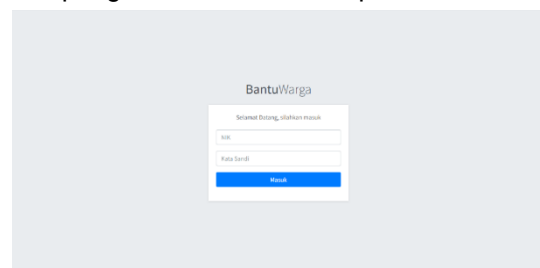 BantuWarga
Selamat Datang, silahkan masuk
NIK
Kata Sandi
Masuk